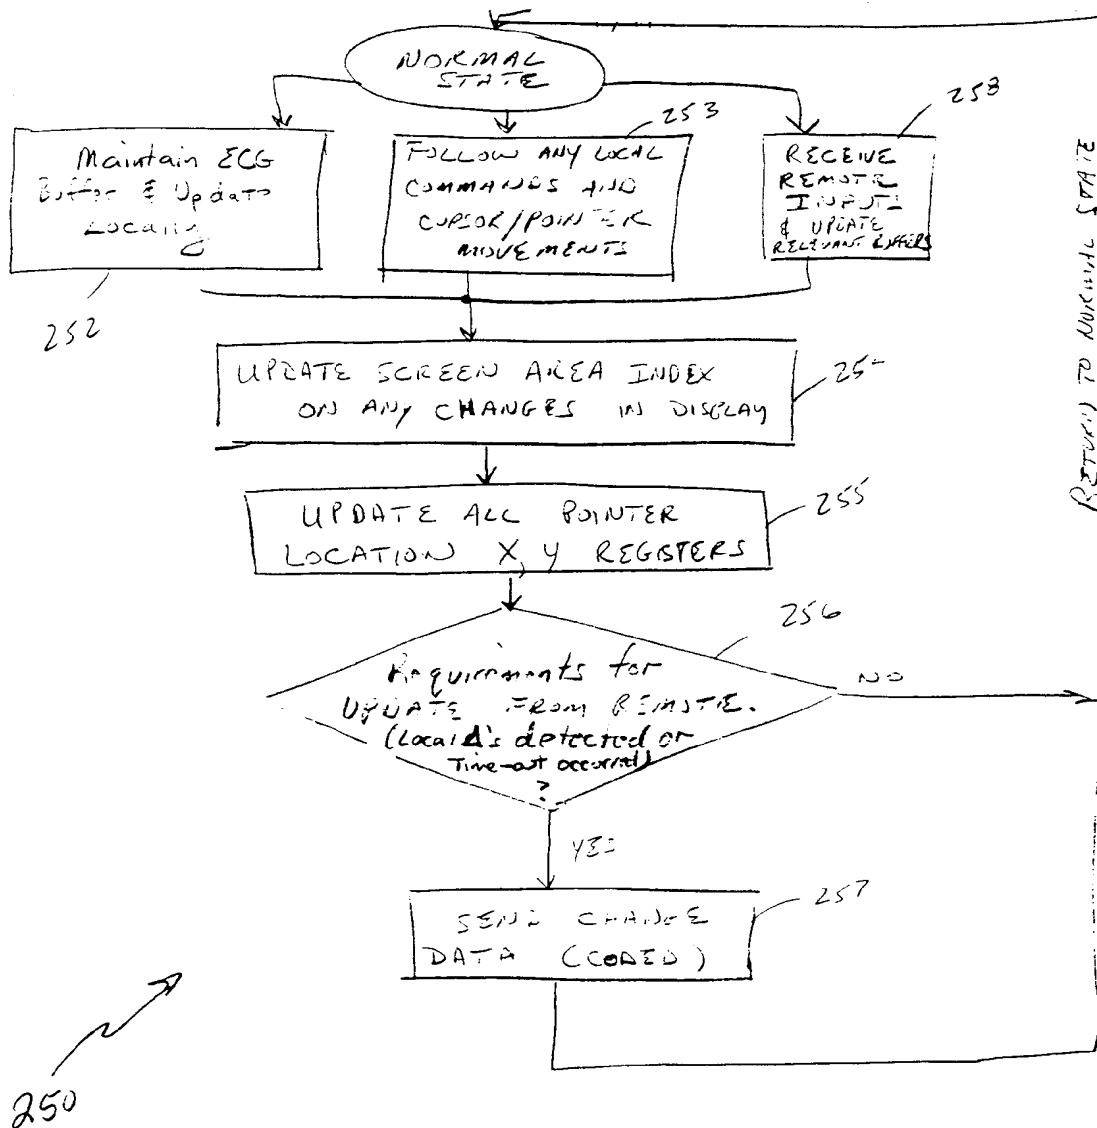 NORMAL
STATE
Maintain ECG
Buffer & Update
Locally
252
253
FOLLOW ANY LOCAL
COMMANDS AND
CURSOR/POINTER
MOVEMENTS
258
RECEIVE
REMOTE
INPUTS
& UPDATE
RELEVANT BUFFERS
UPDATE SCREEN AREA INDEX
ON ANY CHANGES IN DISPLAY
UPDATE ALL POINTER
LOCATION X,Y REGISTERS
255
Requirements for
UPDATE FROM REMOTE.
(Local Δ's detected or
Time-out occurred)
?
256
NO
YES
SEND CHANGE
DATA (CODED)
257
RETURN TO NORMAL STATE
250